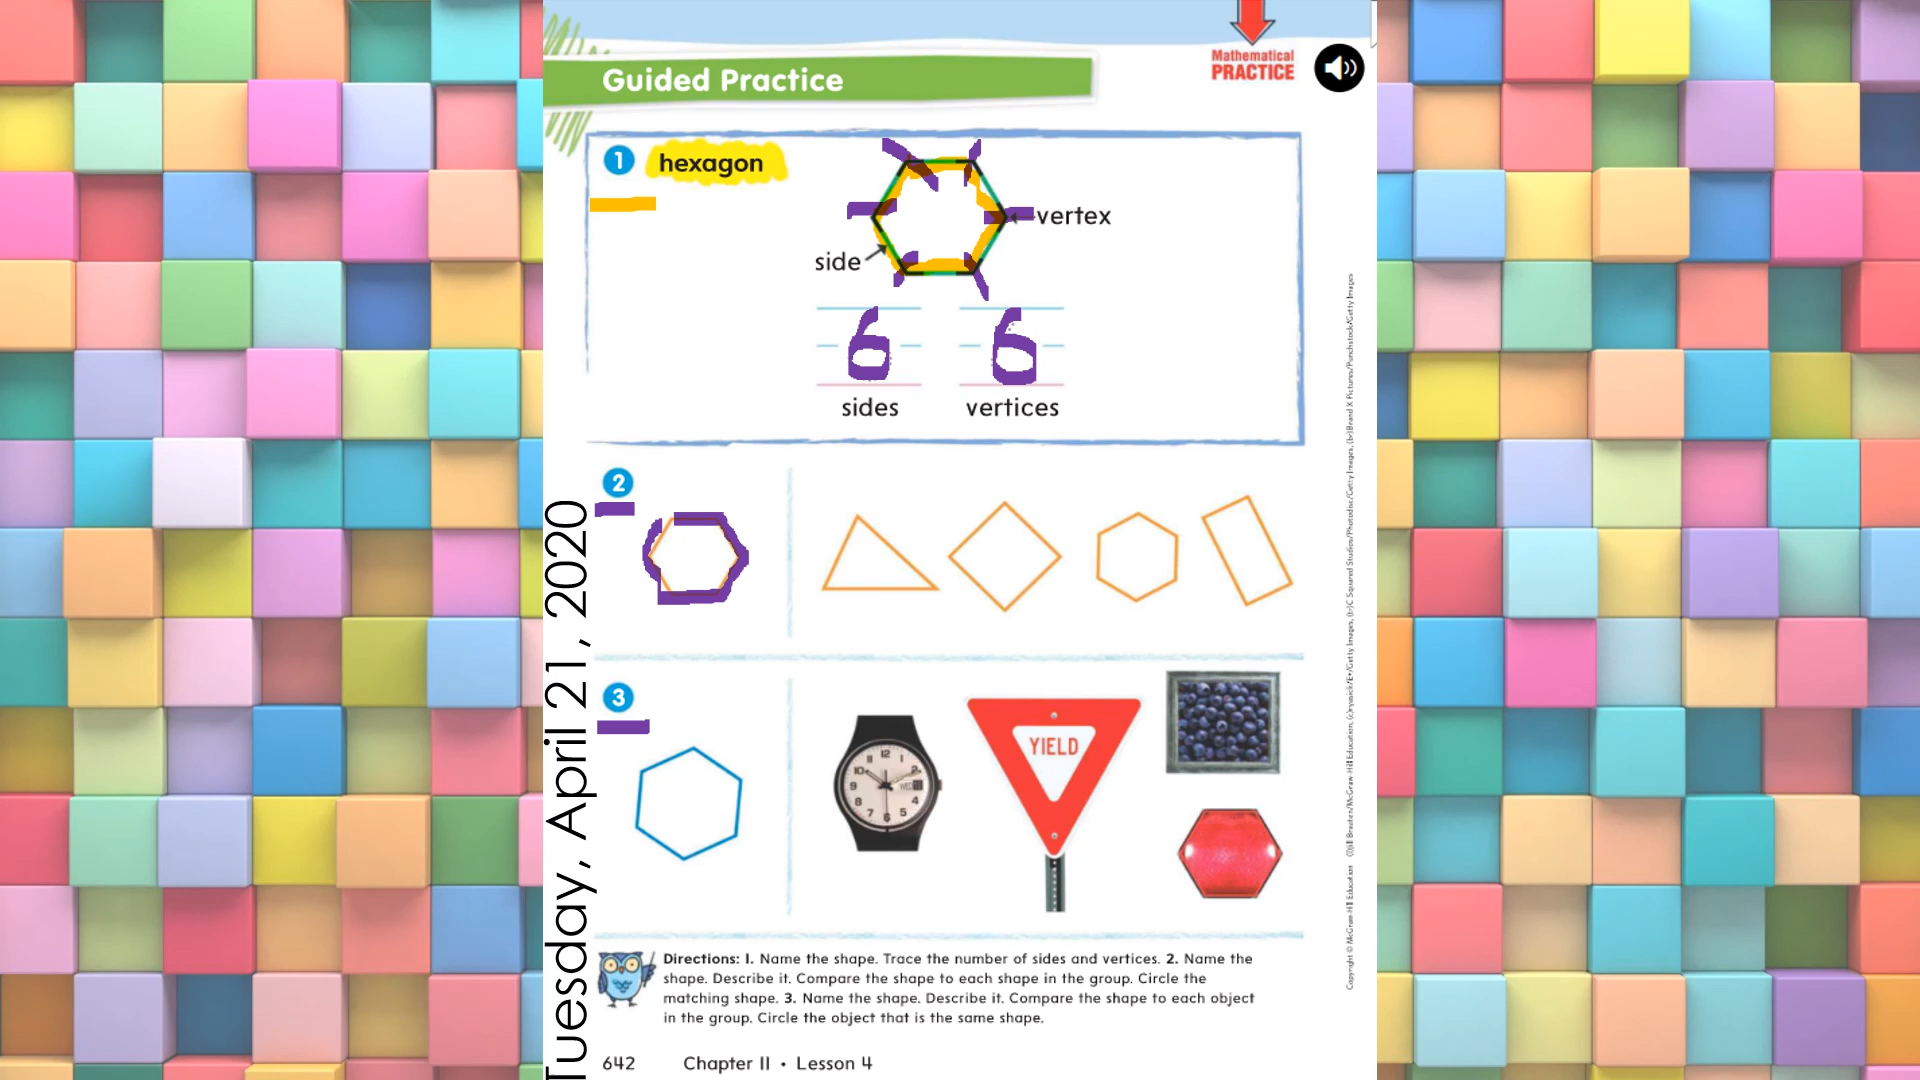 Mathematical
PRACTICE
Guided Practice
1 hexagon
vertex
side
6 6
sides vertices
2
3
YIELD
Directions: 1. Name the shape. Trace the number of sides and vertices. 2. Name the
shape. Describe it. Compare the shape to each shape in the group. Circle the
matching shape. 3. Name the shape. Describe it. Compare the shape to each object
in the group. Circle the object that is the same shape.
642 Chapter 11 • Lesson 4
Tuesday, April 21, 2020
Copyright © McGraw-Hill Education